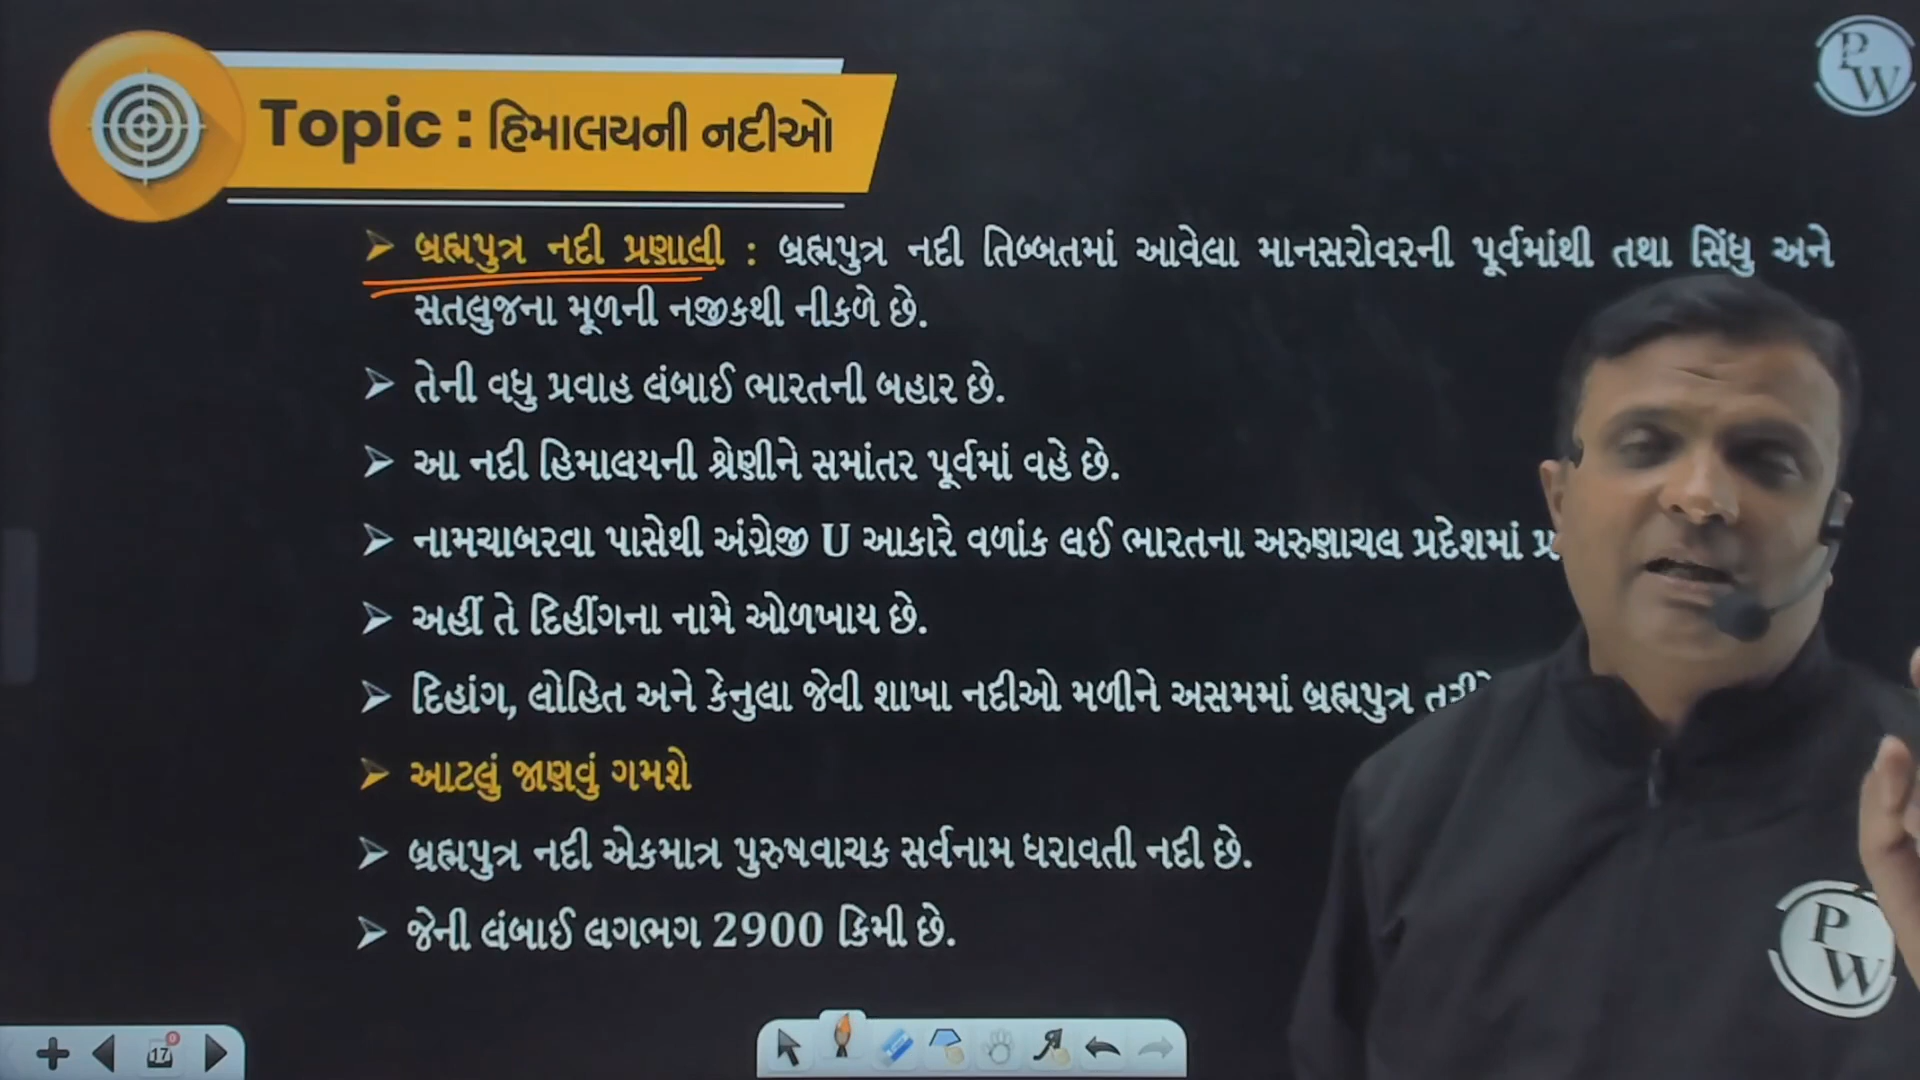 PW
Topic : હિમાલયની નદીઓ
➤ બ્રહ્મપુત્ર નદી પ્રણાલી : બ્રહ્મપુત્ર નદી તિબ્બતમાં આવેલા માનસરોવરની પૂર્વમાંથી તથા સિંધુ અને
સતલુજના મૂળની નજીકથી નીકળે છે.
➤ તેની વધુ પ્રવાહ લંબાઈ ભારતની બહાર છે.
➤ આ નદી હિમાલયની શ્રેણીને સમાંતર પૂર્વમાં વહે છે.
➤ નામચાબરવા પાસેથી અંગ્રેજી U આકારે વળાંક લઈ ભારતના અરુણાચલ પ્રદેશમાં
➤ અહીં તે દિહીંગના નામે ઓળખાય છે.
➤ દિહાંગ, લોહિત અને કેનુલા જેવી શાખા નદીઓ મળીને અસમમાં બ્રહ્મપુત્ર
➤ આટલું જાણવું ગમશે
➤ બ્રહ્મપુત્ર નદી એકમાત્ર પુરુષવાચક સર્વનામ ધરાવતી નદી છે.
➤ જેની લંબાઈ લગભગ 2900 કિમી છે.
PW
17